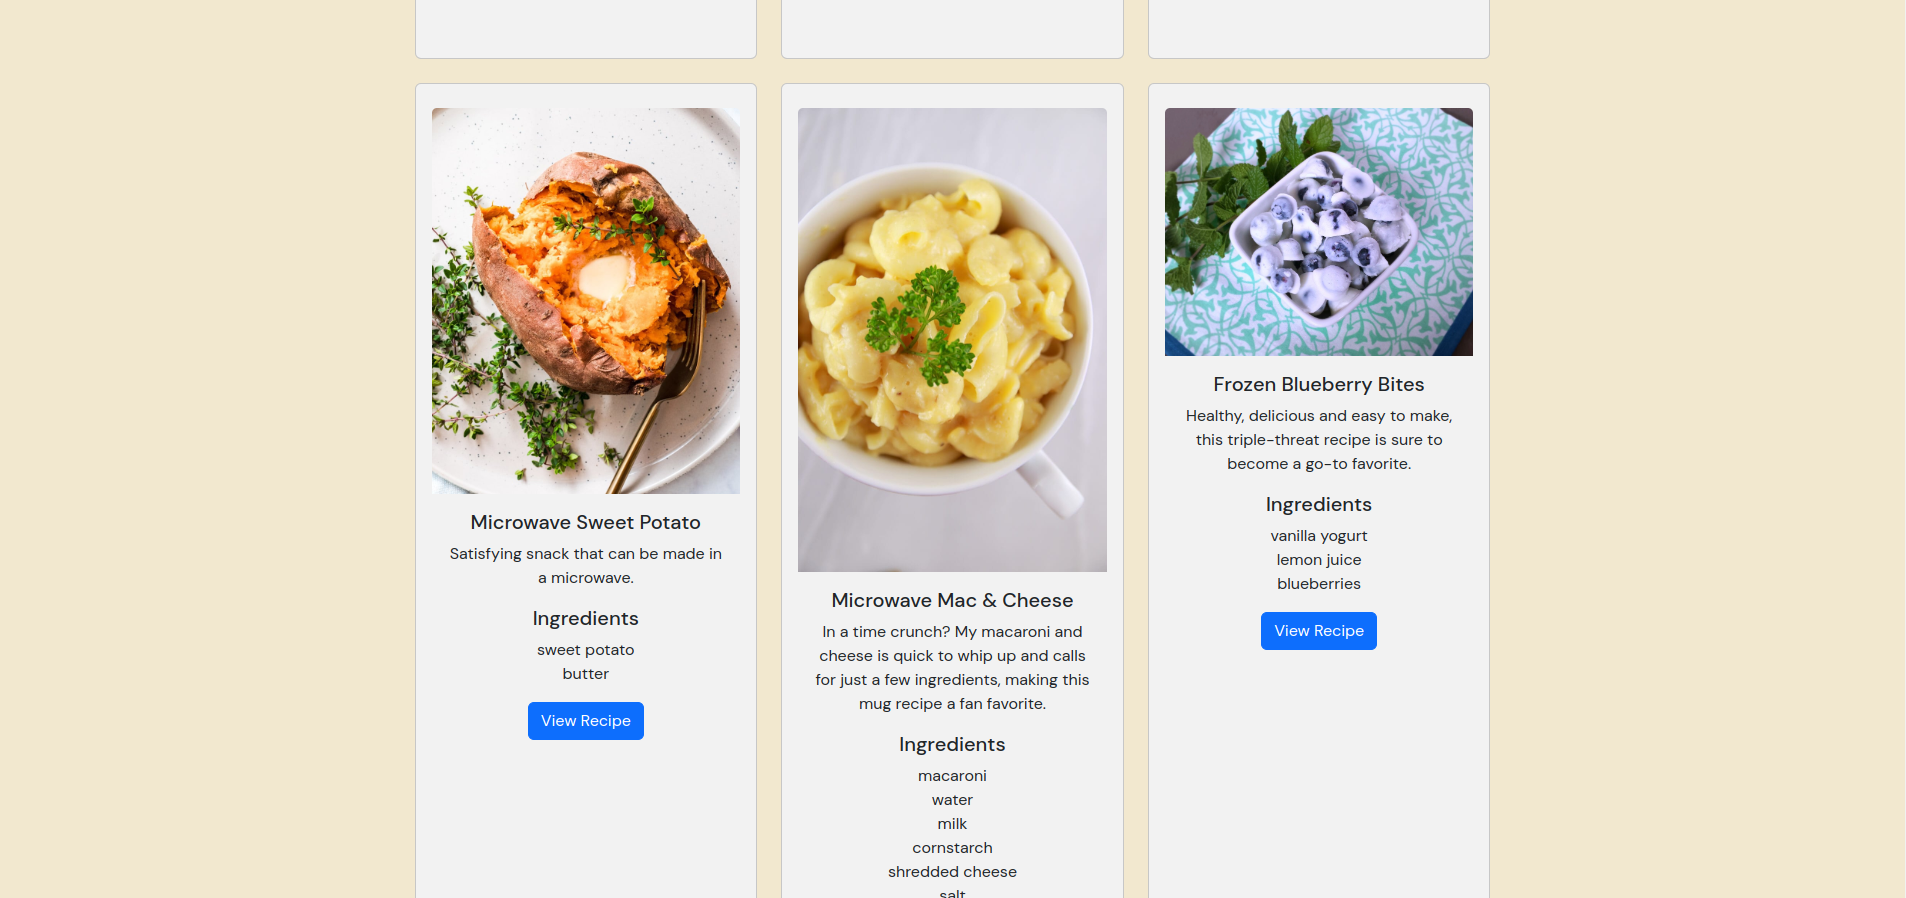 Microwave Sweet Potato
Satisfying snack that can be made in
a microwave.
Ingredients
sweet potato
butter
View Recipe
Microwave Mac & Cheese
In a time crunch? My macaroni and
cheese is quick to whip up and calls
for just a few ingredients, making this
mug recipe a fan favorite.
Ingredients
macaroni
water
milk
cornstarch
shredded cheese
salt
Frozen Blueberry Bites
Healthy, delicious and easy to make,
this triple-threat recipe is sure to
become a go-to favorite.
Ingredients
vanilla yogurt
lemon juice
blueberries
View Recipe